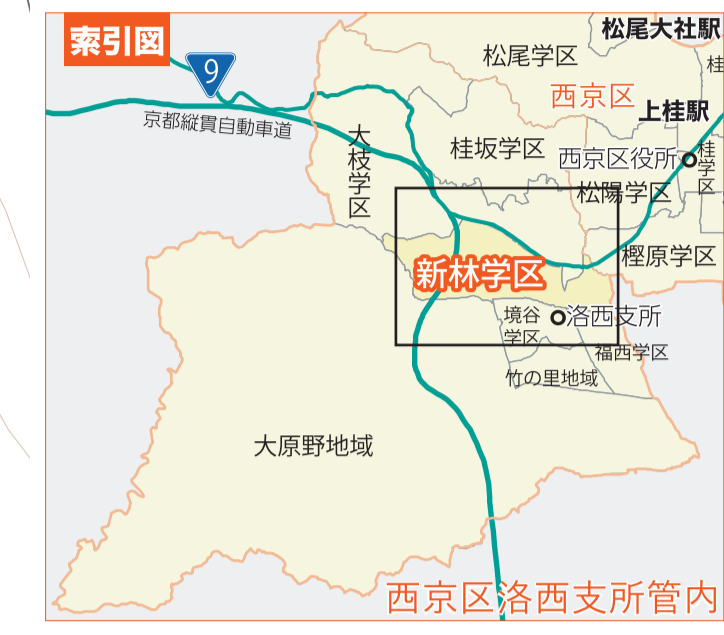 索引図
松尾大社駅
松尾学区
桂
9
西京区
上桂駅
京都縦貫自動車道
大枝学区
桂坂学区
西京区役所
桂学区
松陽学区
樫原学区
新林学区
境谷
学区
洛西支所
福西学区
竹の里地域
大原野地域
西京区洛西支所管内